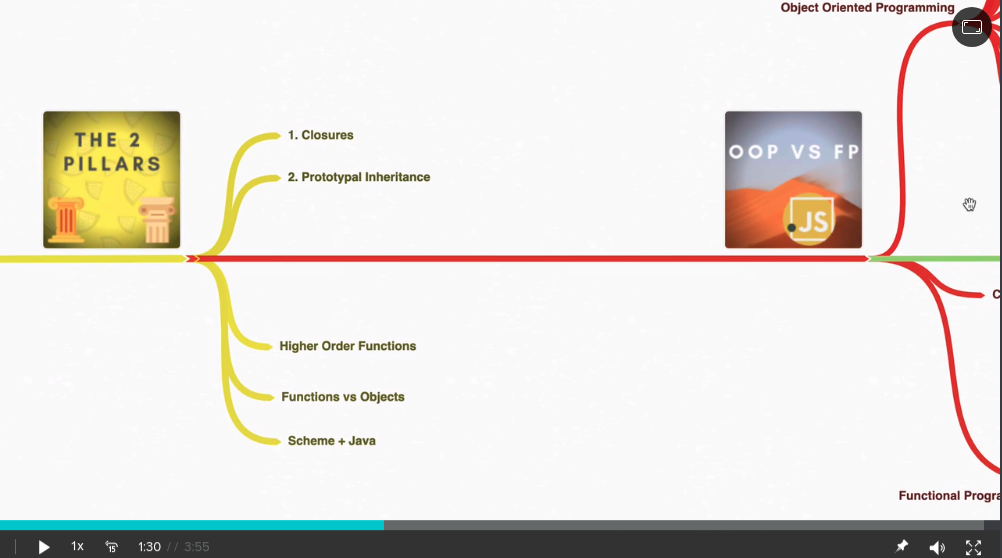 Object Oriented Programming
THE 2
PILLARS
1. Closures
2. Prototypal Inheritance
OOP VS FP
JS
C
Higher Order Functions
Functions vs Objects
Scheme + Java
Functional Progra
1x
15
1:30 // 3:55